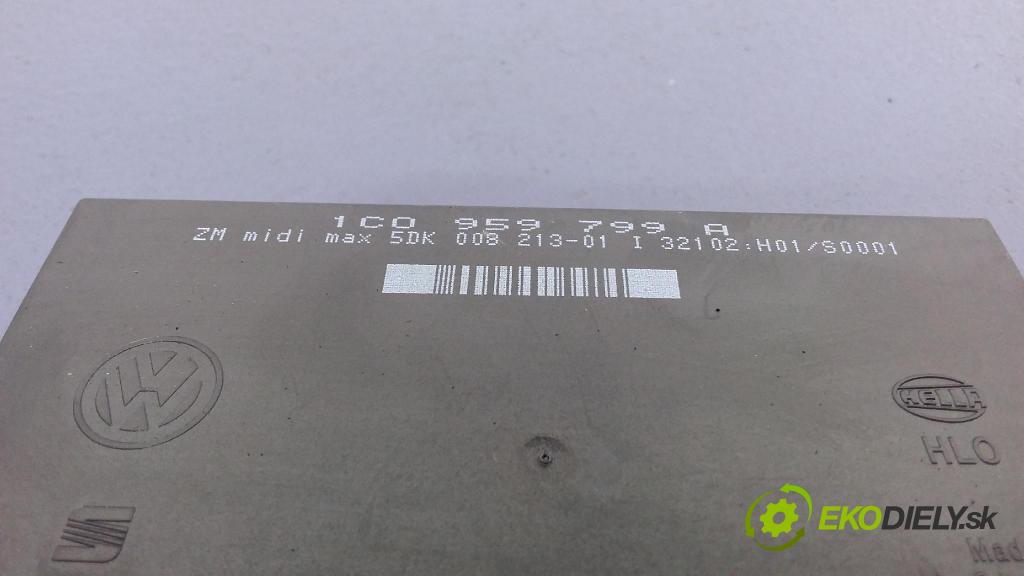 1C0 959 799 A
ZM midi max 5DK 008 213-01 I 32102:H01/S0001
HELLA
HLO
EKODIELY.sk